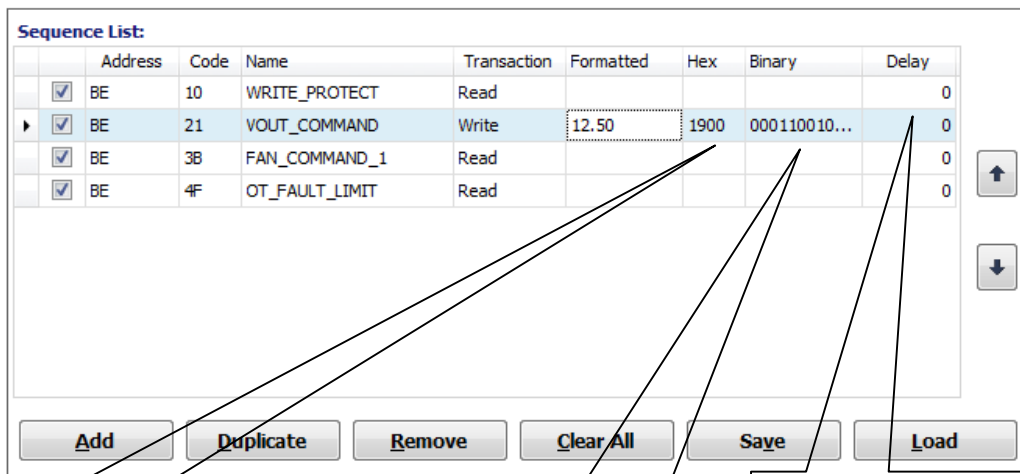 Sequence List:
Address Code Name Transaction Formatted Hex Binary Delay
BE 10 WRITE_PROTECT Read 0
BE 21 VOUT_COMMAND Write 12.50 1900 000110010... 0
BE 3B FAN_COMMAND_1 Read 0
BE 4F OT_FAULT_LIMIT Read 0
Add Duplicate Remove Clear All Save Load